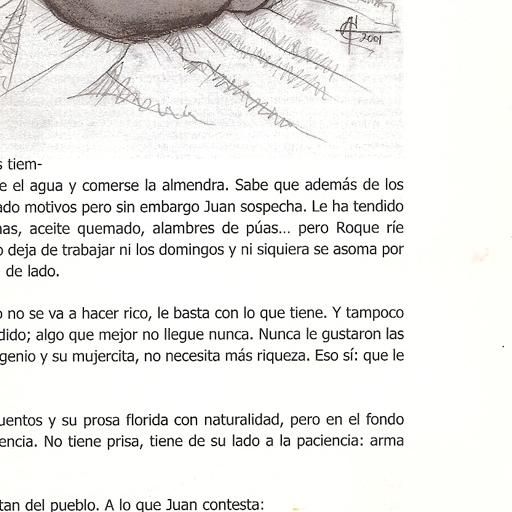 2001
s tiem-
e el agua y comerse la almendra. Sabe que además de los
ado motivos pero sin embargo Juan sospecha. Le ha tendido
nas, aceite quemado, alambres de púas... pero Roque ríe
o deja de trabajar ni los domingos y ni siquiera se asoma por
de lado.
o no se va a hacer rico, le basta con lo que tiene. Y tampoco
dido; algo que mejor no llegue nunca. Nunca le gustaron las
genio y su mujercita, no necesita más riqueza. Eso sí: que le
uentos y su prosa florida con naturalidad, pero en el fondo
encia. No tiene prisa, tiene de su lado a la paciencia: arma
tan del pueblo. A lo que Juan contesta: